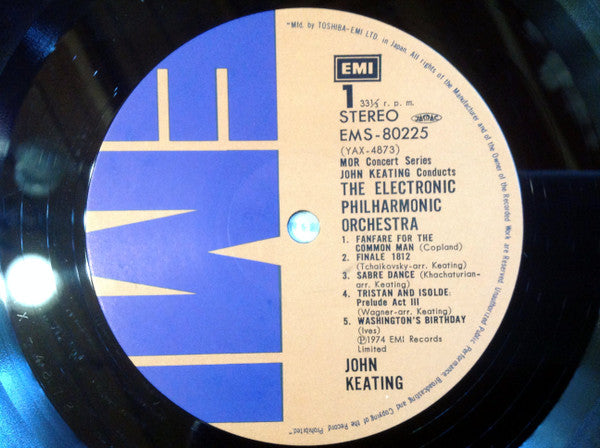 EMI
EMI
1
33⅓ r.p.m.
STEREO
JASRAC
EMS-80225
(YAX-4873)
MOR Concert Series
JOHN KEATING Conducts
THE ELECTRONIC
PHILHARMONIC
ORCHESTRA
1. FANFARE FOR THE
COMMON MAN (Copland)
2. FINALE 1812
(Tchaikovsky-arr. Keating)
3. SABRE DANCE (Khachaturian-
arr. Keating)
4. TRISTAN AND ISOLDE:
Prelude Act III
(Wagner-arr. Keating)
5. WASHINGTON'S BIRTHDAY
(Ives)
Ⓟ1974 EMI Records
Limited
JOHN
KEATING
"Mfd. by TOSHIBA-EMI LTD. in Japan. All rights of the Manufacturer and of the Owner of the Recorded Work are Reserved. Unauthorized Public Performance, Broadcasting and Copying of the Record Prohibited"